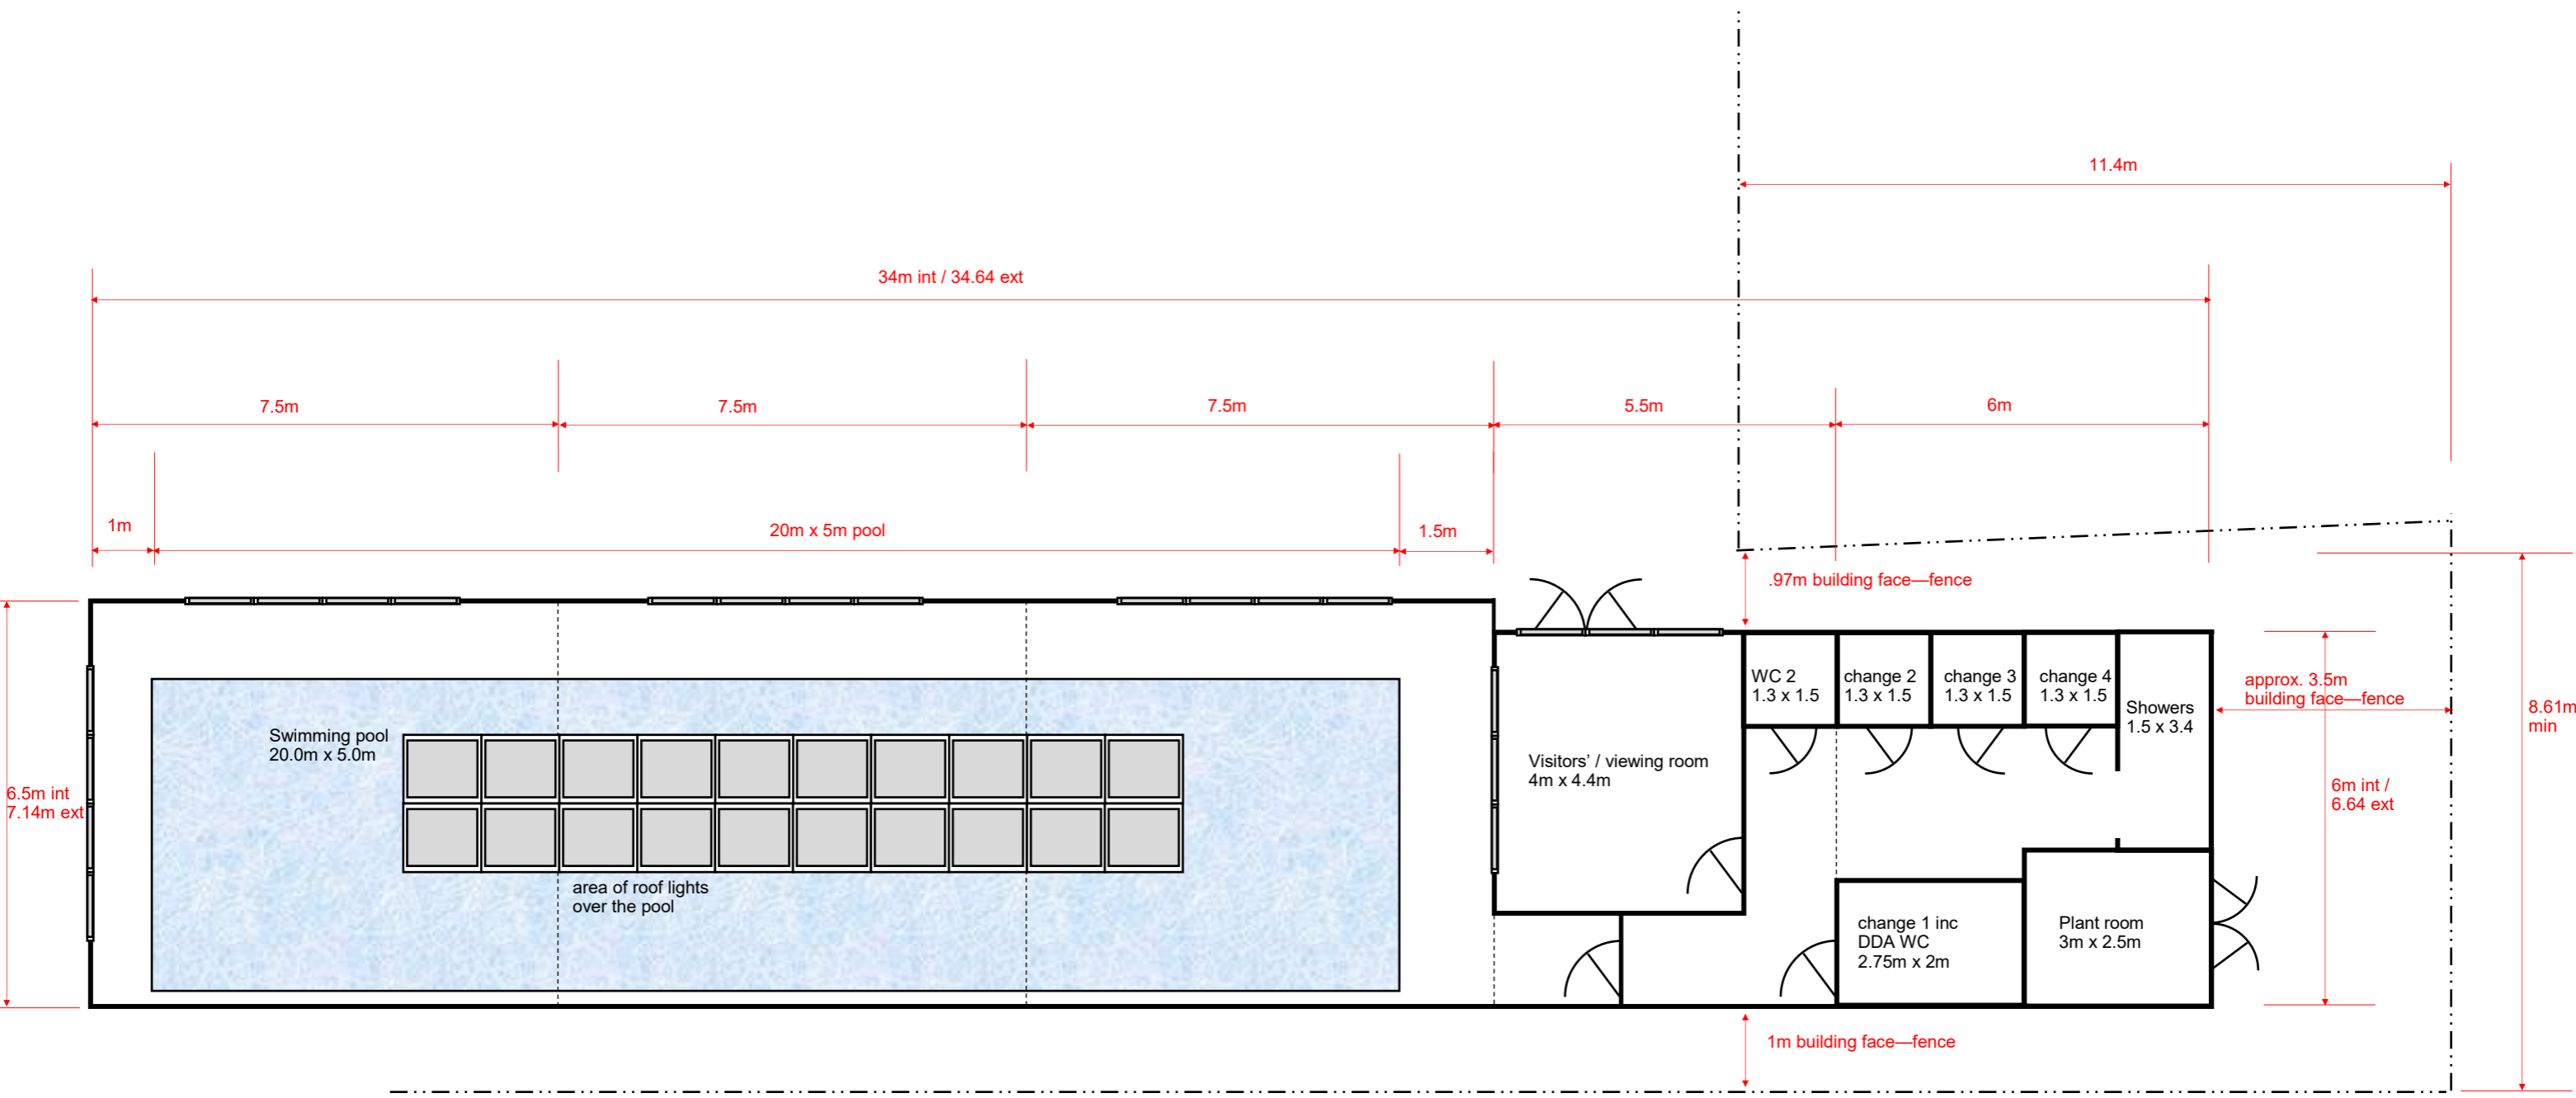 11.4m
34m int / 34.64 ext
7.5m
7.5m
7.5m
5.5m
6m
1m
20m x 5m pool
1.5m
.97m building face—fence
WC 2
1.3 x 1.5
change 2
1.3 x 1.5
change 3
1.3 x 1.5
change 4
1.3 x 1.5
Showers
1.5 x 3.4
approx. 3.5m
building face—fence
8.61m
min
Swimming pool
20.0m x 5.0m
Visitors' / viewing room
4m x 4.4m
6.5m int
7.14m ext
6m int /
6.64 ext
area of roof lights
over the pool
change 1 inc
DDA WC
2.75m x 2m
Plant room
3m x 2.5m
1m building face—fence